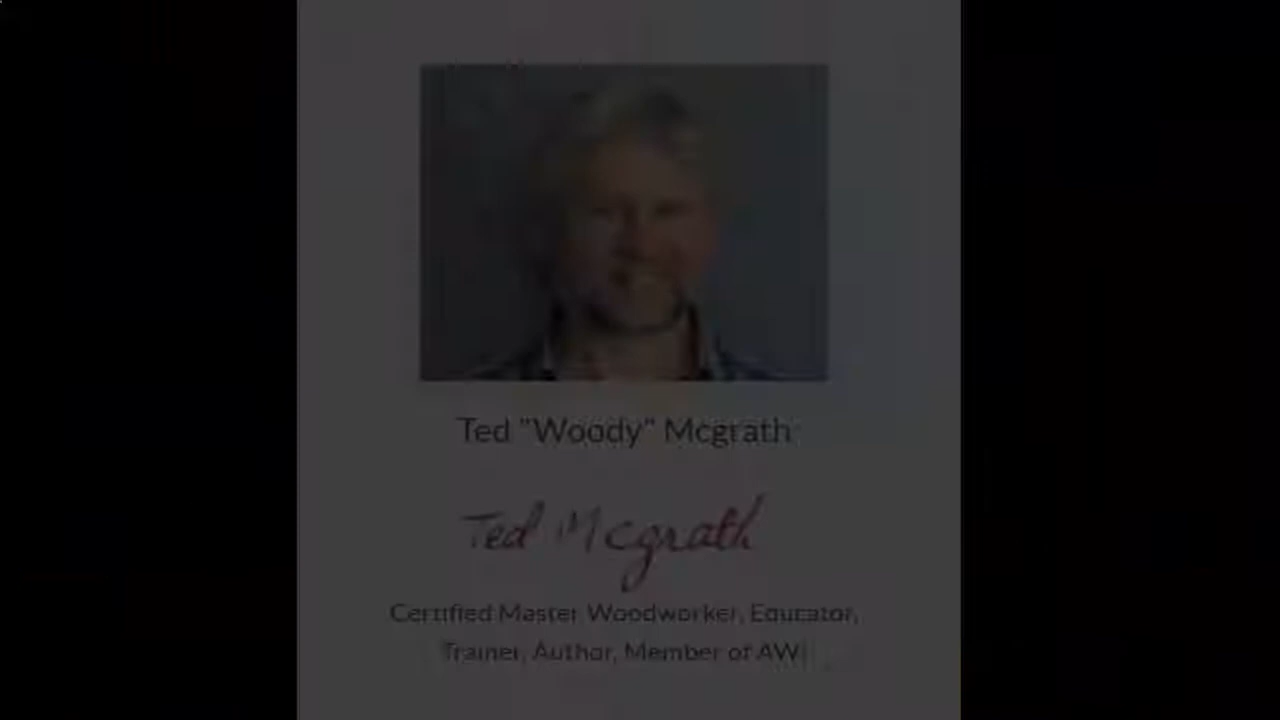 Ted "Woody" Mcgrath
Ted Mcgrath
Certified Master Woodworker, Educator,
Trainer, Author, Member of AWI